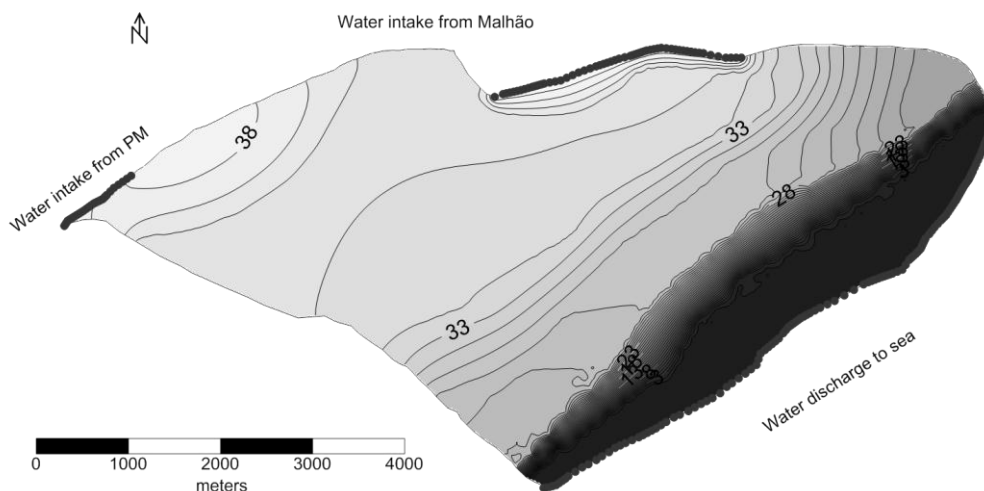 Water intake from Malhão
N
38
33
Water intake from PM
28
33
23
Water discharge to sea
0 1000 2000 3000 4000
meters